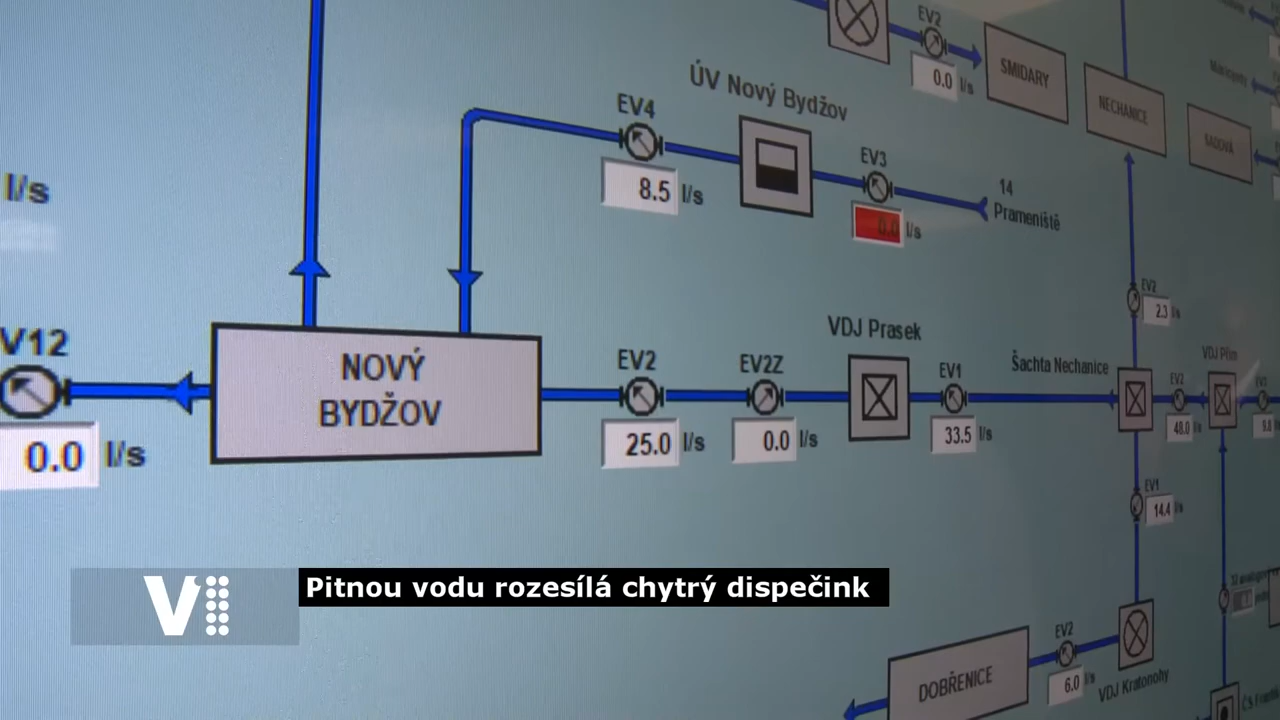 EV2
0.0 l/s
SMIDARY
NECHANICE
ÚV Nový Bydžov
EV4
8.5 l/s
EV3
l/s
14
Prameniště
l/s
V12
0.0 l/s
NOVÝ
BYDŽOV
EV2
25.0 l/s
EV2Z
0.0 l/s
VDJ Prasek
EV1
33.5 l/s
Šachta Nechanice
EV2
2.3 l/s
EV2
48.0
VDJ Přím
EV1
14.4 l/s
EV2
6.0 l/s
VDJ Kratonohy
DOBŘENICE
Pitnou vodu rozesílá chytrý dispečink